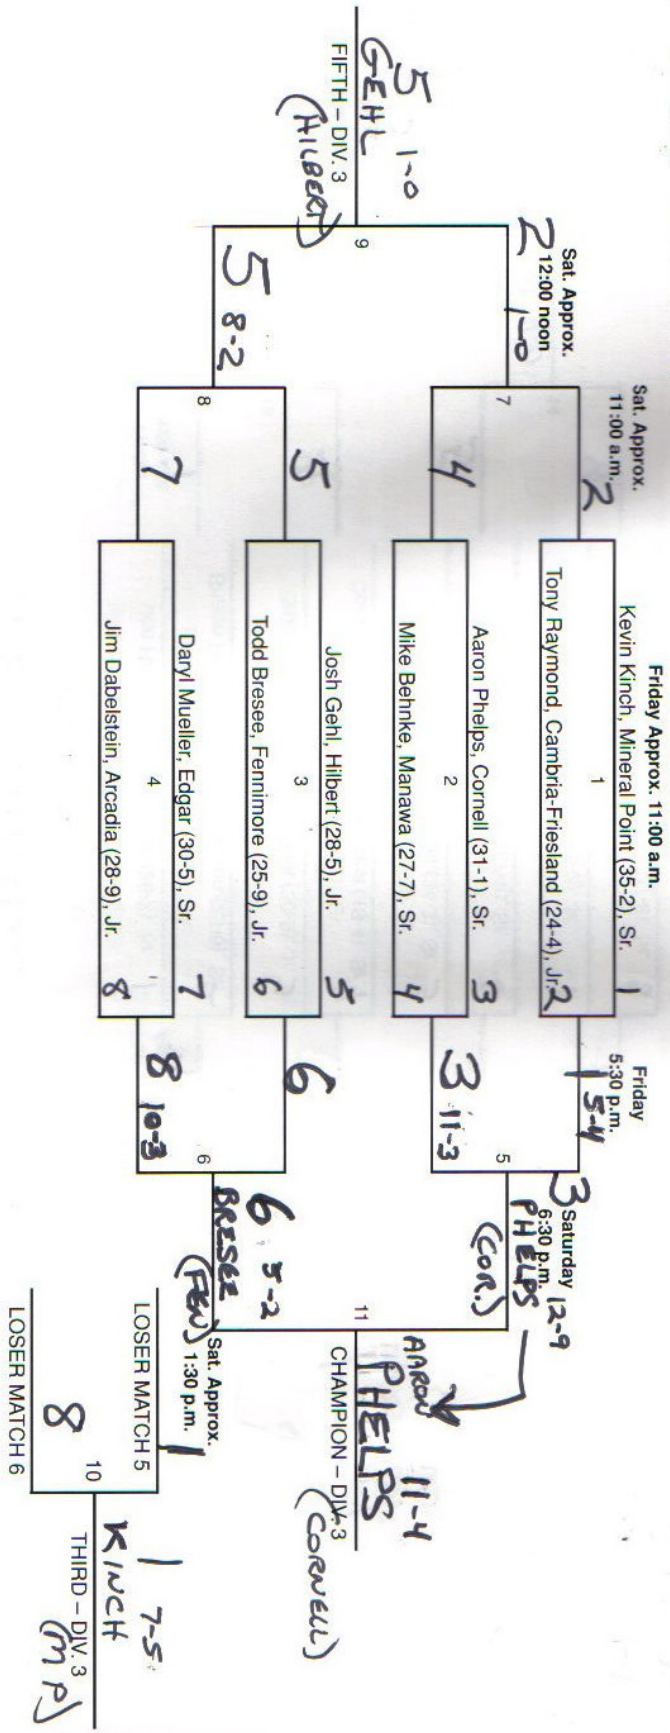 Friday Approx. 11:00 a.m.
Sat. Approx.
11:00 a.m.
Friday
5:30 p.m.
Kevin Kinch, Mineral Point (35-2), Sr. 1
Sat. Approx.
12:00 noon
2
1
5-4
Saturday
6:30 p.m.
1
Tony Raymond, Cambria-Friesland (24-4), Jr. 2
2
1-0
7
5
3
PHELPS 12-9
(COR.)
Aaron Phelps, Cornell (31-1), Sr. 3
4
2
3 11-3
Mike Behnke, Manawa (27-7), Sr. 4
5 1-0
GEHL
9
FIFTH – DIV. 3
(HILBERT)
11
AARON
PHELPS 11-4
CHAMPION – DIV. 3
(CORNELL)
Josh Gehl, Hilbert (28-5), Jr. 5
5
3
6
Todd Bresee, Fennimore (25-9), Jr. 6
5 8-2
8
6
6 5-2
BRESEE
(FEN)
Daryl Mueller, Edgar (30-5), Sr. 7
7
4
8 10-3
Jim Dabelstein, Arcadia (28-9), Jr. 8
Sat. Approx.
1:30 p.m.
1
LOSER MATCH 5
10
1 7-5
KINCH
THIRD – DIV. 3
(MP)
8
LOSER MATCH 6